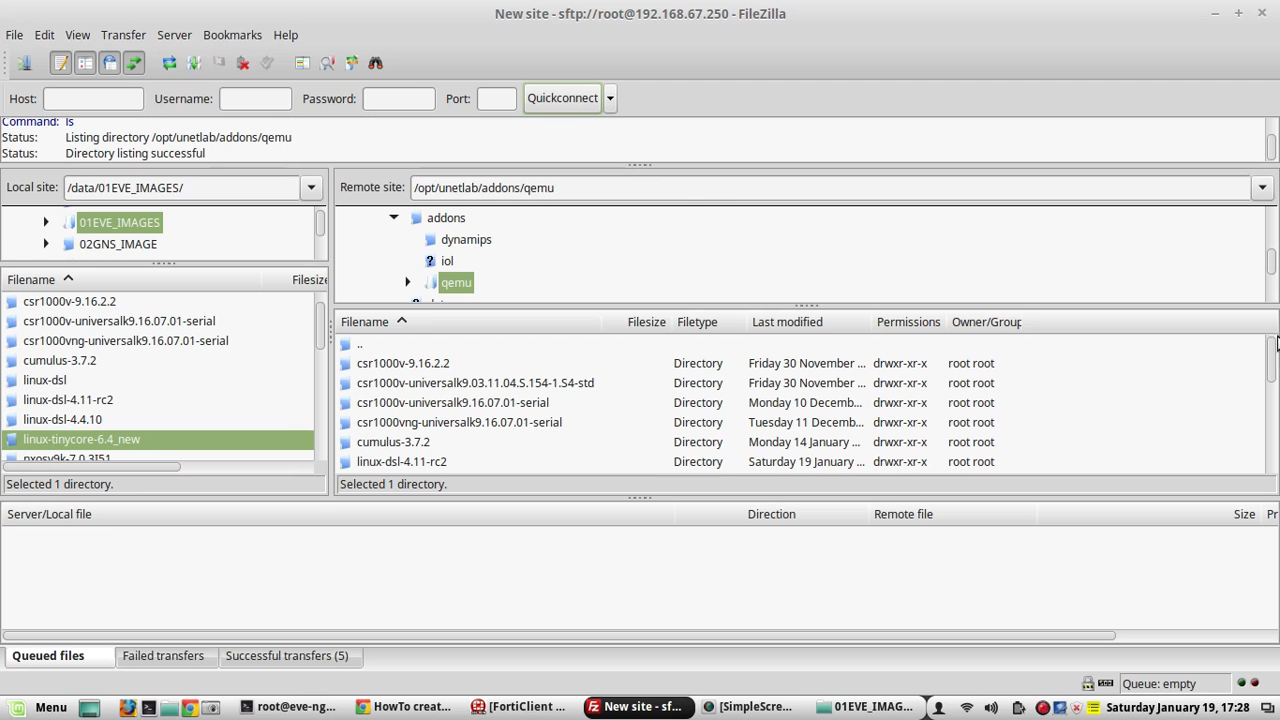 New site - sftp://root@192.168.67.250 - FileZilla
File Edit View Transfer Server Bookmarks Help
Host: Username: Password: Port: Quickconnect
Command: ls
Status: Listing directory /opt/unetlab/addons/qemu
Status: Directory listing successful
Local site: /data/01EVE_IMAGES/
01EVE_IMAGES
02GNS_IMAGE
Filename Filesize
csr1000v-9.16.2.2
csr1000v-universalk9.16.07.01-serial
csr1000vng-universalk9.16.07.01-serial
cumulus-3.7.2
linux-dsl
linux-dsl-4.11-rc2
linux-dsl-4.4.10
linux-tinycore-6.4_new
nxosv9k-7.0.3I51
Selected 1 directory.
Remote site: /opt/unetlab/addons/qemu
addons
dynamips
iol
qemu
Filename Filesize Filetype Last modified Permissions Owner/Group
..
csr1000v-9.16.2.2 Directory Friday 30 November ... drwxr-xr-x root root
csr1000v-universalk9.03.11.04.S.154-1.S4-std Directory Friday 30 November ... drwxr-xr-x root root
csr1000v-universalk9.16.07.01-serial Directory Monday 10 Decemb... drwxr-xr-x root root
csr1000vng-universalk9.16.07.01-serial Directory Tuesday 11 Decemb... drwxr-xr-x root root
cumulus-3.7.2 Directory Monday 14 January ... drwxr-xr-x root root
linux-dsl-4.11-rc2 Directory Saturday 19 January ... drwxr-xr-x root root
Selected 1 directory.
Server/Local file Direction Remote file Size Pr
Queued files Failed transfers Successful transfers (5)
Queue: empty
Menu root@eve-ng... HowTo creat... [FortiClient ... New site - sf... [SimpleScre... 01EVE_IMA... Saturday January 19, 17:28